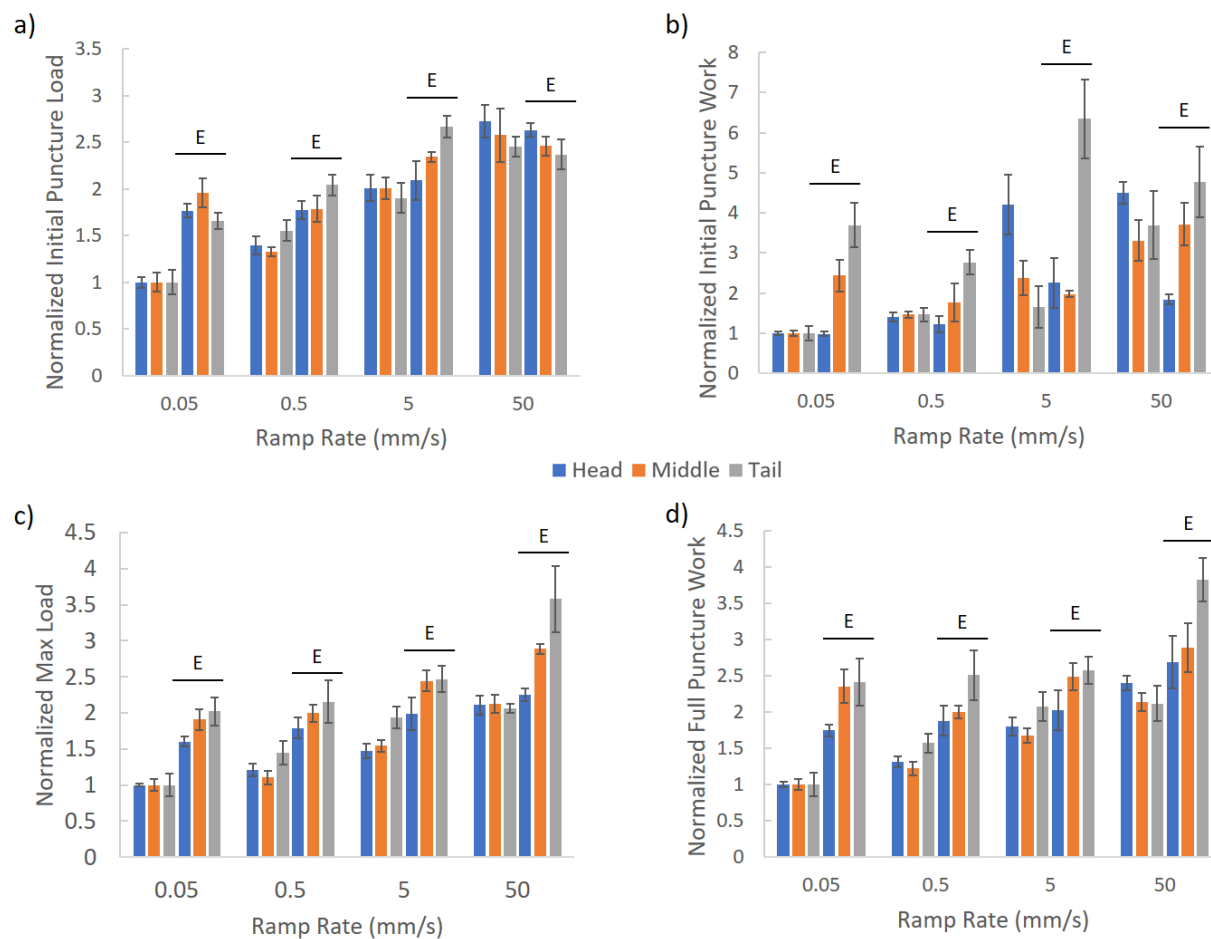 a)
Normalized Initial Puncture Load
3.5
3
2.5
2
1.5
1
0.5
0
E
E
E
E
0.05
0.5
5
50
Ramp Rate (mm/s)
b)
Normalized Initial Puncture Work
8
7
6
5
4
3
2
1
0
E
E
E
E
0.05
0.5
5
50
Ramp Rate (mm/s)
Head Middle Tail
c)
Normalized Max Load
4.5
4
3.5
3
2.5
2
1.5
1
0.5
0
E
E
E
E
0.05
0.5
5
50
Ramp Rate (mm/s)
d)
Normalized Full Puncture Work
4.5
4
3.5
3
2.5
2
1.5
1
0.5
0
E
E
E
E
0.05
0.5
5
50
Ramp Rate (mm/s)